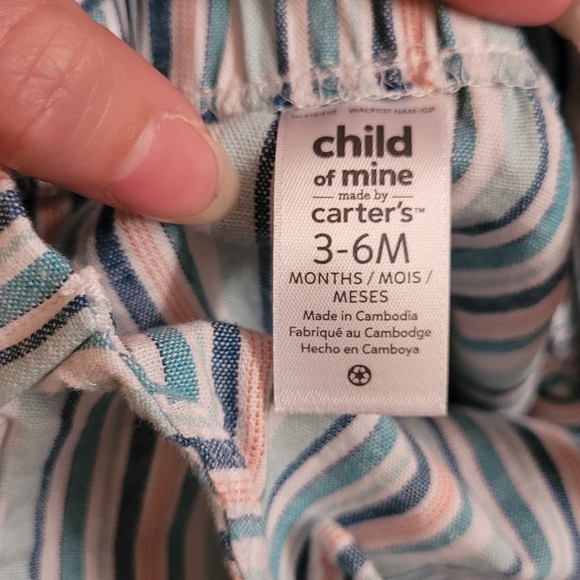 child
of mine
made by
carter's™
3-6M
MONTHS / MOIS /
MESES
Made in Cambodia
Fabriqué au Cambodge
Hecho en Camboya